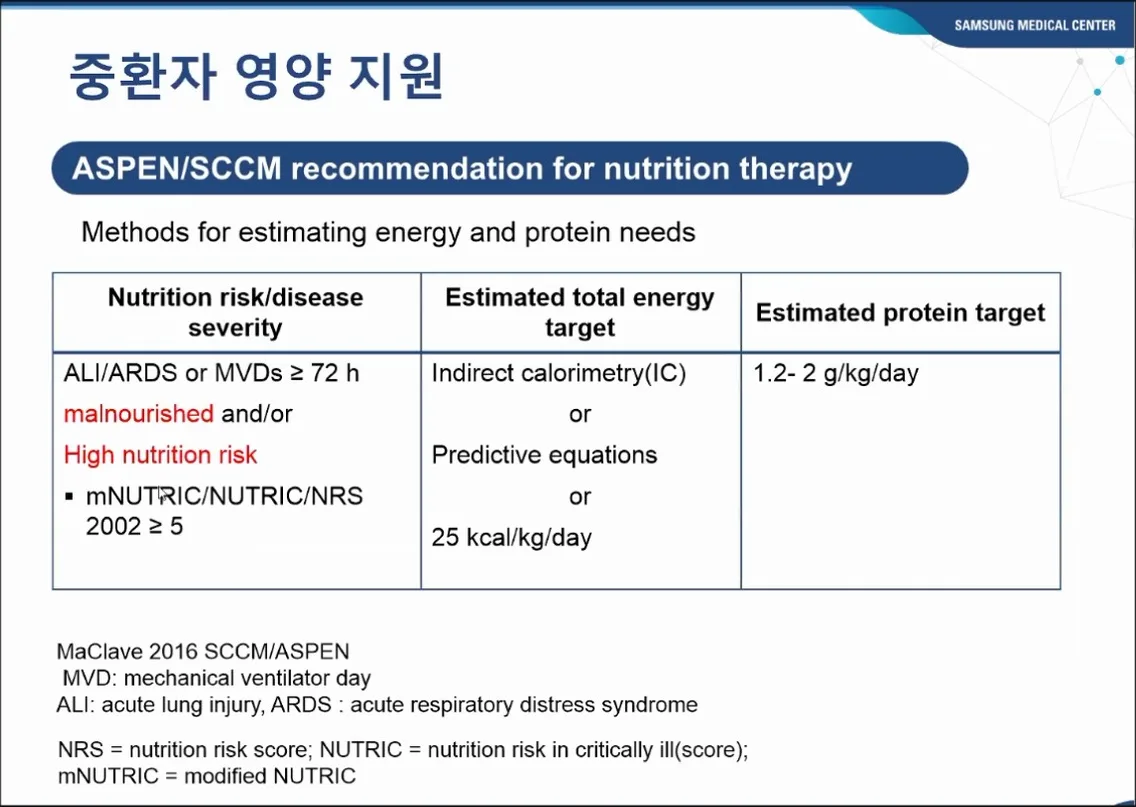 SAMSUNG MEDICAL CENTER
중환자 영양 지원
ASPEN/SCCM recommendation for nutrition therapy
Methods for estimating energy and protein needs
Nutrition risk/disease
severity
Estimated total energy
target
Estimated protein target
ALI/ARDS or MVDs ≥ 72 h
malnourished and/or
High nutrition risk
▪ mNUTRIC/NUTRIC/NRS
2002 ≥ 5
Indirect calorimetry(IC)
or
Predictive equations
or
25 kcal/kg/day
1.2- 2 g/kg/day
MaClave 2016 SCCM/ASPEN
MVD: mechanical ventilator day
ALI: acute lung injury, ARDS : acute respiratory distress syndrome
NRS = nutrition risk score; NUTRIC = nutrition risk in critically ill(score);
mNUTRIC = modified NUTRIC